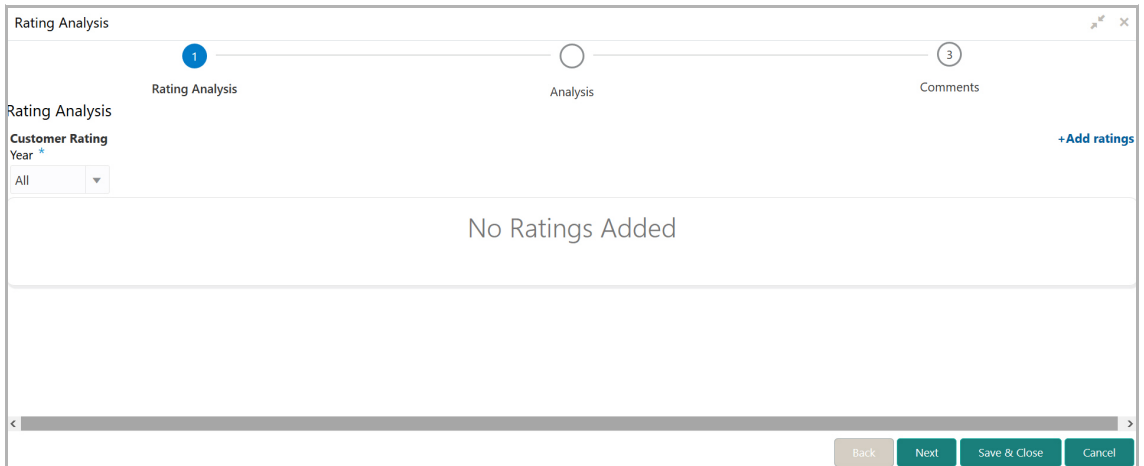 Rating Analysis
1
3
Rating Analysis
Analysis
Comments
Rating Analysis
Customer Rating
+Add ratings
Year *
All
No Ratings Added
Back
Next
Save & Close
Cancel